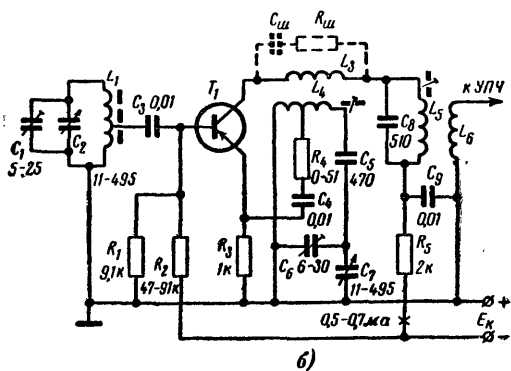 Cш Rш
L₃
L₁
C₃ 0,01
T₁
L₄
к УПЧ
C₁
5-25
C₂
11-495
R₄
0-51
C₅
470
C₈
510
L₅
L₆
C₄
0,01
C₉
0,01
R₁
9,1к
R₂
47-91к
R₃
1к
C₆
6-30
C₇
11-495
R₅
2к
+
0,5-0,7ма
Eк
-
б)